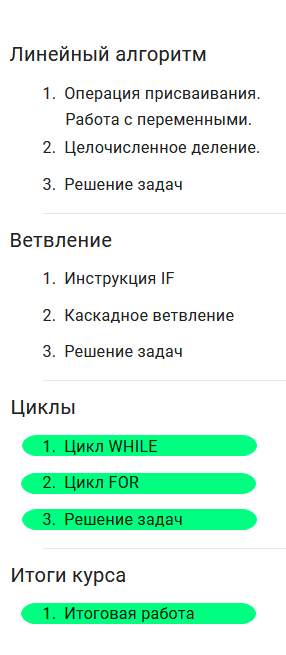 Линейный алгоритм
1. Операция присваивания.
Работа с переменными.
2. Целочисленное деление.
3. Решение задач
Ветвление
1. Инструкция IF
2. Каскадное ветвление
3. Решение задач
Циклы
1. Цикл WHILE
2. Цикл FOR
3. Решение задач
Итоги курса
1. Итоговая работа